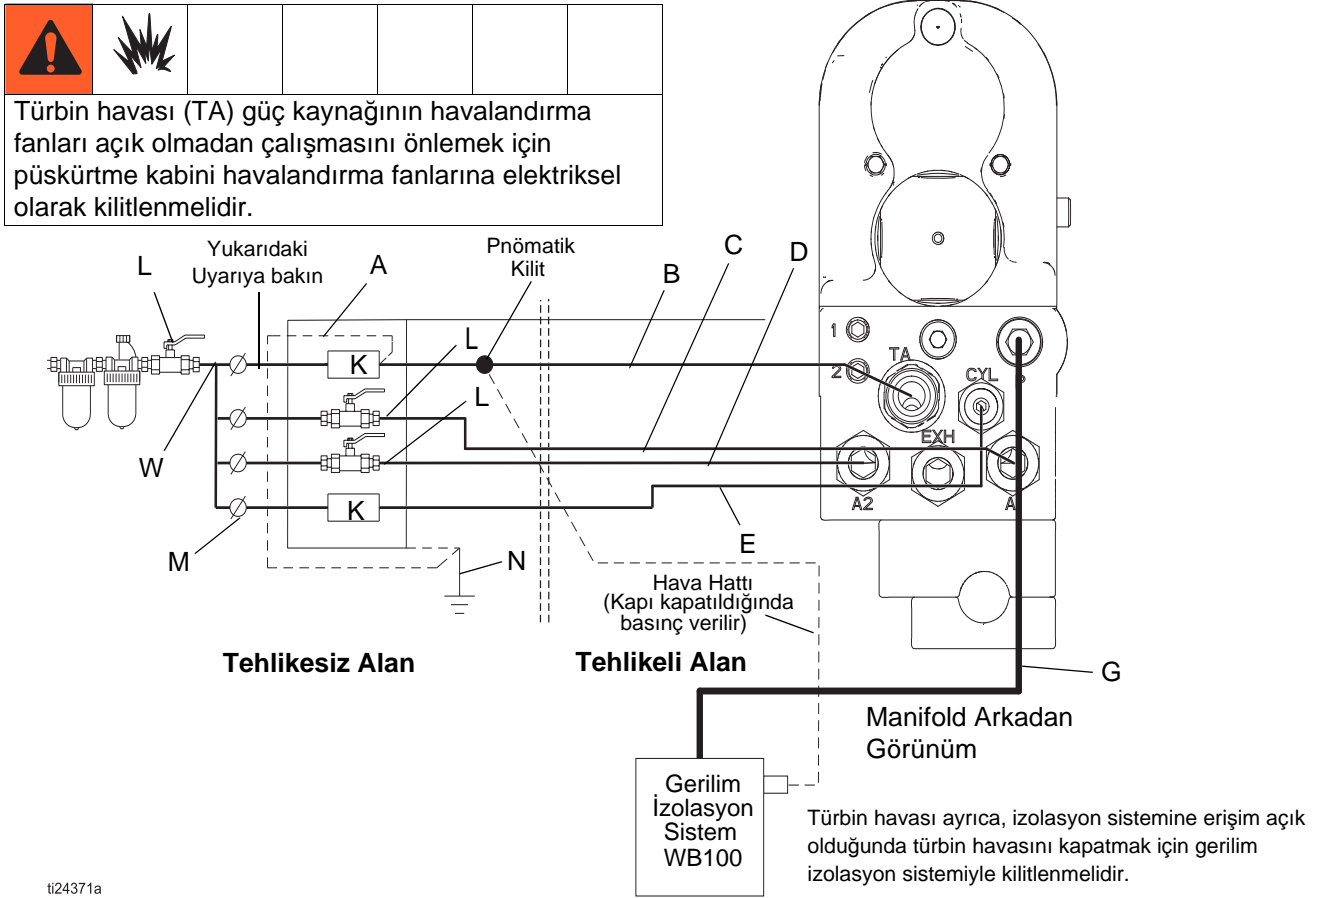 Türbin havası (TA) güç kaynağının havalandırma
fanları açık olmadan çalışmasını önlemek için
püskürtme kabini havalandırma fanlarına elektriksel
olarak kilitlenmelidir.
L
Yukarıdaki
Uyarıya bakın
A
Pnömatik
Kilit
B
C
D
K
L
L
1
2
TA
CYL
P
EXH
A2
A
W
K
M
N
E
Hava Hattı
(Kapı kapatıldığında
basınç verilir)
Tehlikesiz Alan
Tehlikeli Alan
G
Manifold Arkadan
Görünüm
Gerilim
İzolasyon
Sistem
WB100
Türbin havası ayrıca, izolasyon sistemine erişim açık
olduğunda türbin havasını kapatmak için gerilim
izolasyon sistemiyle kilitlenmelidir.
ti24371a